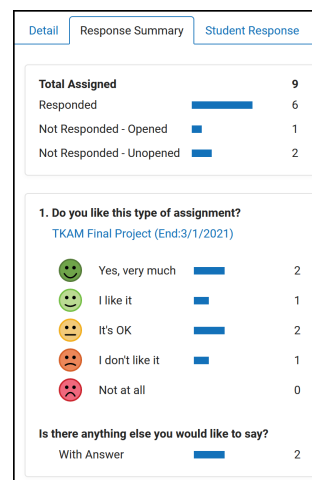 Detail Response Summary Student Response
Total Assigned 9
Responded 6
Not Responded - Opened 1
Not Responded - Unopened 2
1. Do you like this type of assignment?
TKAM Final Project (End:3/1/2021)
Yes, very much 2
I like it 1
It's OK 2
I don't like it 1
Not at all 0
Is there anything else you would like to say?
With Answer 2